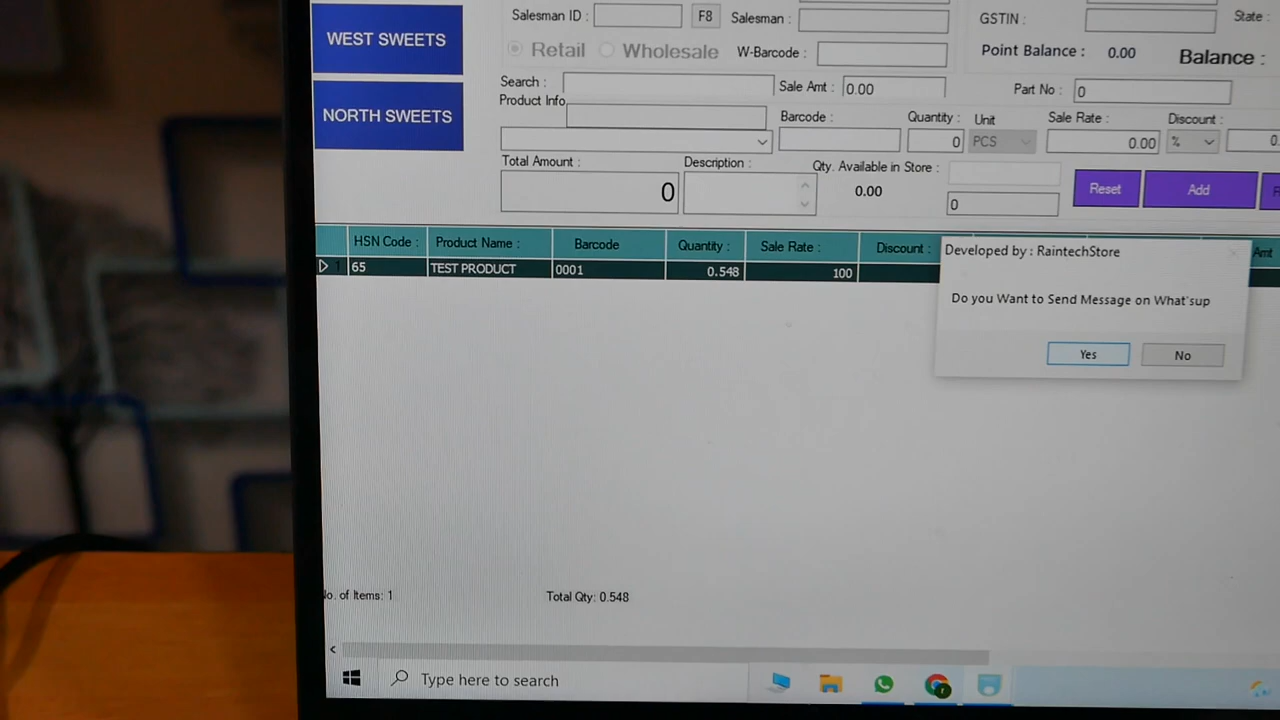 WEST SWEETS
NORTH SWEETS
Salesman ID :
F8
Salesman :
GSTIN :
State :
Retail
Wholesale
W-Barcode :
Point Balance :
0.00
Balance :
Search :
Sale Amt :
0.00
Part No :
0
Product Info
Barcode :
Quantity :
Unit
Sale Rate :
Discount :
0
PCS
0.00
%
0.
Total Amount :
Description :
Qty. Available in Store :
0
0.00
0
Reset
Add
HSN Code :
Product Name :
Barcode
Quantity :
Sale Rate :
Discount :
Amt
1
65
TEST PRODUCT
0001
0.548
100
Developed by : RaintechStore
Do you Want to Send Message on What'sup
Yes
No
No. of Items: 1
Total Qty: 0.548
Type here to search